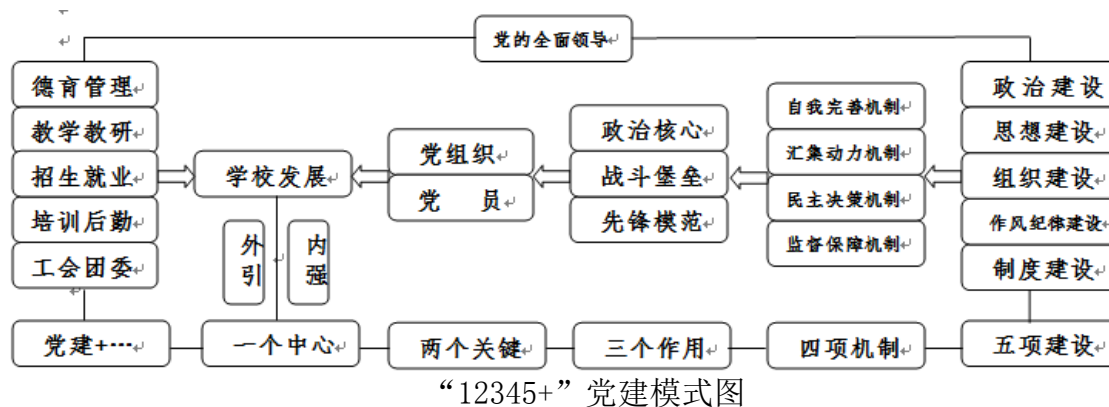 党的全面领导
德育管理
教学教研
招生就业
培训后勤
工会团委
学校发展
外引
内强
党组织
党 员
政治核心
战斗堡垒
先锋模范
自我完善机制
汇集动力机制
民主决策机制
监督保障机制
政治建设
思想建设
组织建设
作风纪律建设
制度建设
党建+…
一个中心
两个关键
三个作用
四项机制
五项建设
“12345+”党建模式图